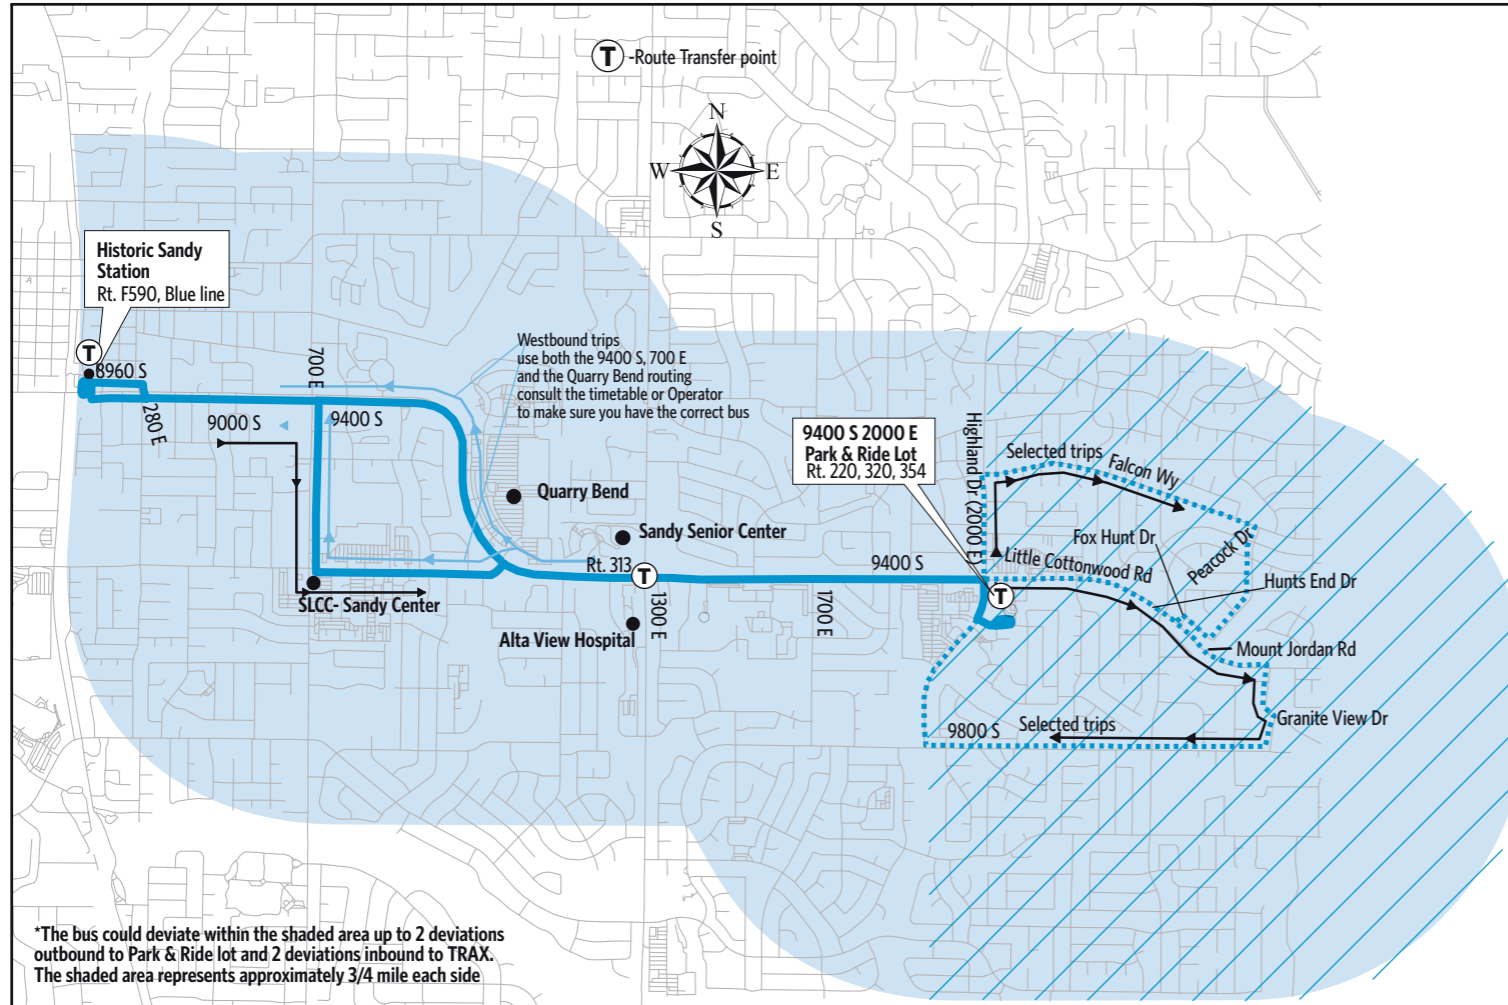 T -Route Transfer point
N
W E
S
Historic Sandy
Station
Rt. F590, Blue line
T
8960 S
280 E
700 E
9000 S
9400 S
Westbound trips
use both the 9400 S, 700 E
and the Quarry Bend routing
consult the timetable or Operator
to make sure you have the correct bus
Quarry Bend
Sandy Senior Center
Rt. 313
T
1300 E
SLCC- Sandy Center
Alta View Hospital
1700 E
9400 S
9400 S 2000 E
Park & Ride Lot
Rt. 220, 320, 354
Highland Dr (2000 E)
T
Selected trips
Falcon Wy
Fox Hunt Dr
Little Cottonwood Rd
Peacock Dr
Hunts End Dr
Mount Jordan Rd
Granite View Dr
9800 S
Selected trips
*The bus could deviate within the shaded area up to 2 deviations
outbound to Park & Ride lot and 2 deviations inbound to TRAX.
The shaded area represents approximately 3/4 mile each side